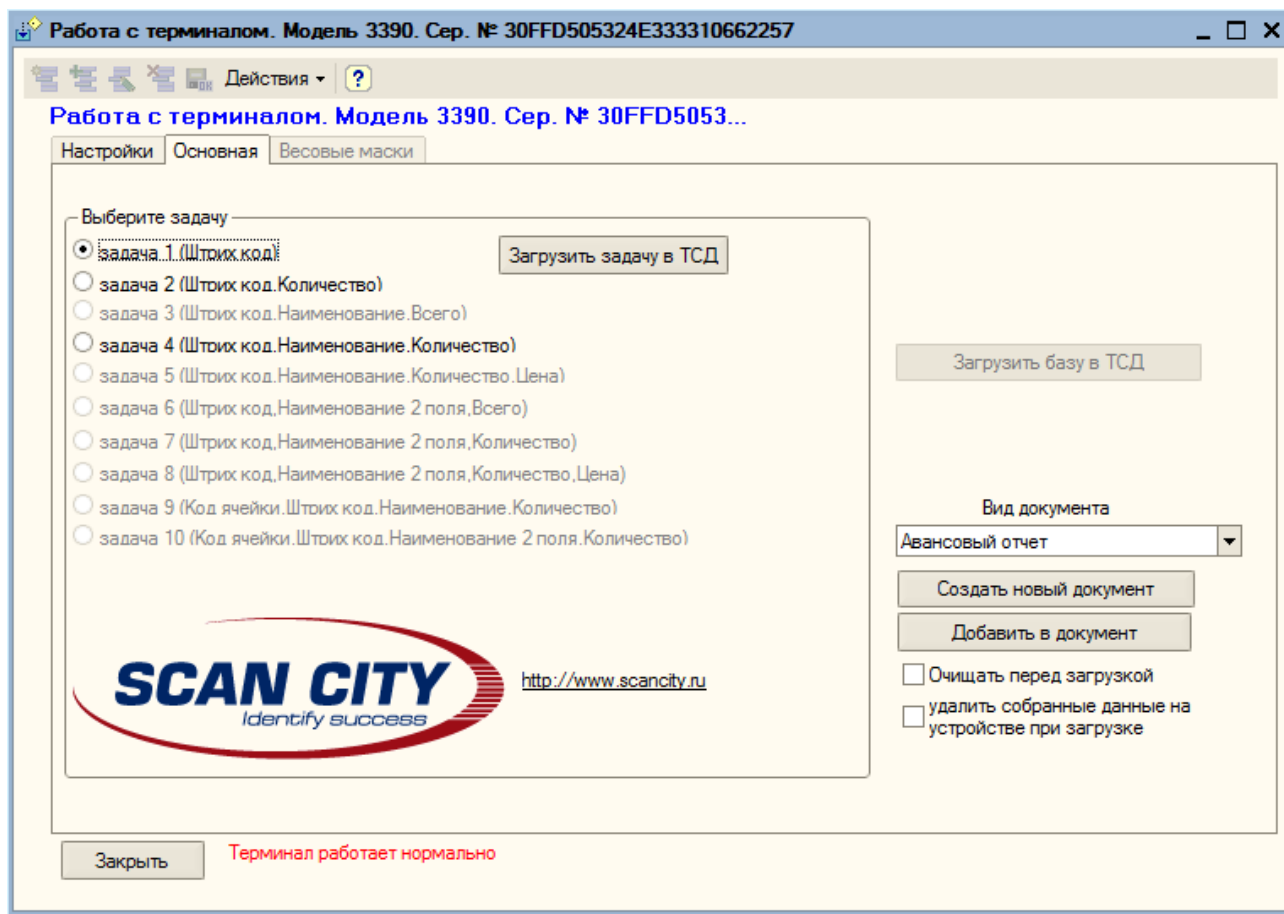 Работа с терминалом. Модель 3390. Сер. № 30FFD505324E333310662257
Действия
Работа с терминалом. Модель 3390. Сер. № 30FFD5053...
Настройки Основная Весовые маски
Выберите задачу
задача 1 (Штрих код)
Загрузить задачу в ТСД
задача 2 (Штрих код.Количество)
задача 3 (Штрих код.Наименование.Всего)
задача 4 (Штрих код.Наименование.Количество)
задача 5 (Штрих код.Наименование.Количество.Цена)
задача 6 (Штрих код,Наименование 2 поля,Всего)
задача 7 (Штрих код,Наименование 2 поля,Количество)
задача 8 (Штрих код,Наименование 2 поля,Количество,Цена)
задача 9 (Код ячейки.Штрих код.Наименование.Количество)
задача 10 (Код ячейки.Штрих код.Наименование 2 поля.Количество)
SCAN CITY
Identify success
http://www.scancity.ru
Загрузить базу в ТСД
Вид документа
Авансовый отчет
Создать новый документ
Добавить в документ
Очищать перед загрузкой
удалить собранные данные на
устройстве при загрузке
Закрыть
Терминал работает нормально